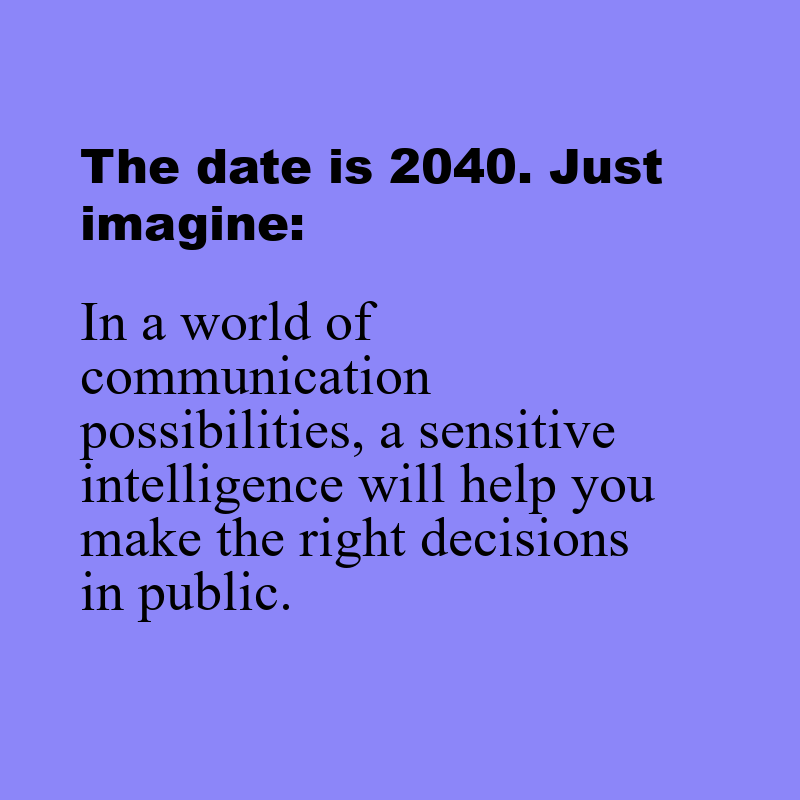 The date is 2040. Just
imagine:
In a world of
communication
possibilities, a sensitive
intelligence will help you
make the right decisions
in public.